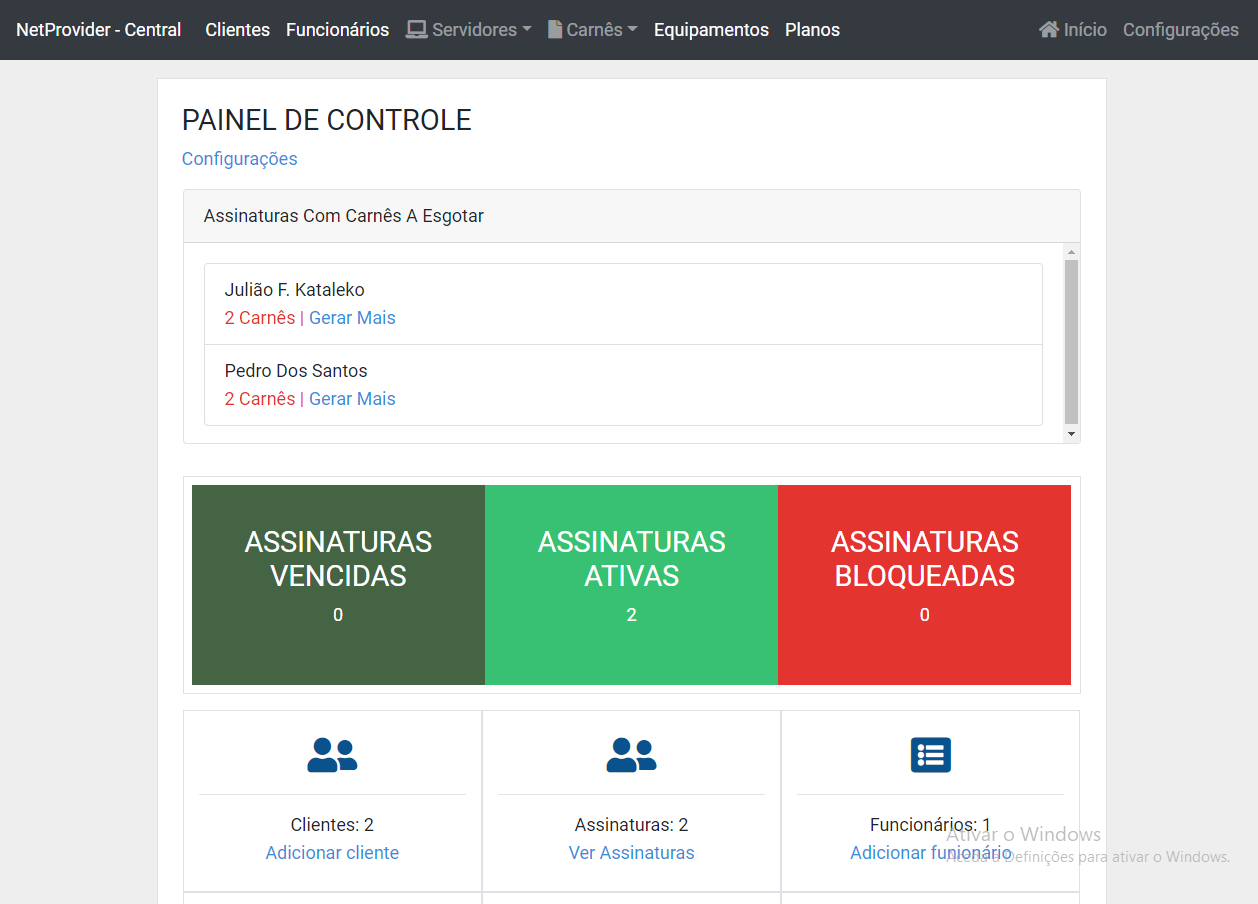 NetProvider - Central Clientes Funcionários Servidores Carnês Equipamentos Planos Início Configurações
PAINEL DE CONTROLE
Configurações
Assinaturas Com Carnês A Esgotar
Julião F. Kataleko
2 Carnês | Gerar Mais
Pedro Dos Santos
2 Carnês | Gerar Mais
ASSINATURAS
VENCIDAS
0
ASSINATURAS
ATIVAS
2
ASSINATURAS
BLOQUEADAS
0
Clientes: 2
Adicionar cliente
Assinaturas: 2
Ver Assinaturas
Funcionários: 1
Adicionar funionário
Ativar o Windows
Aceda a Definições para ativar o Windows.